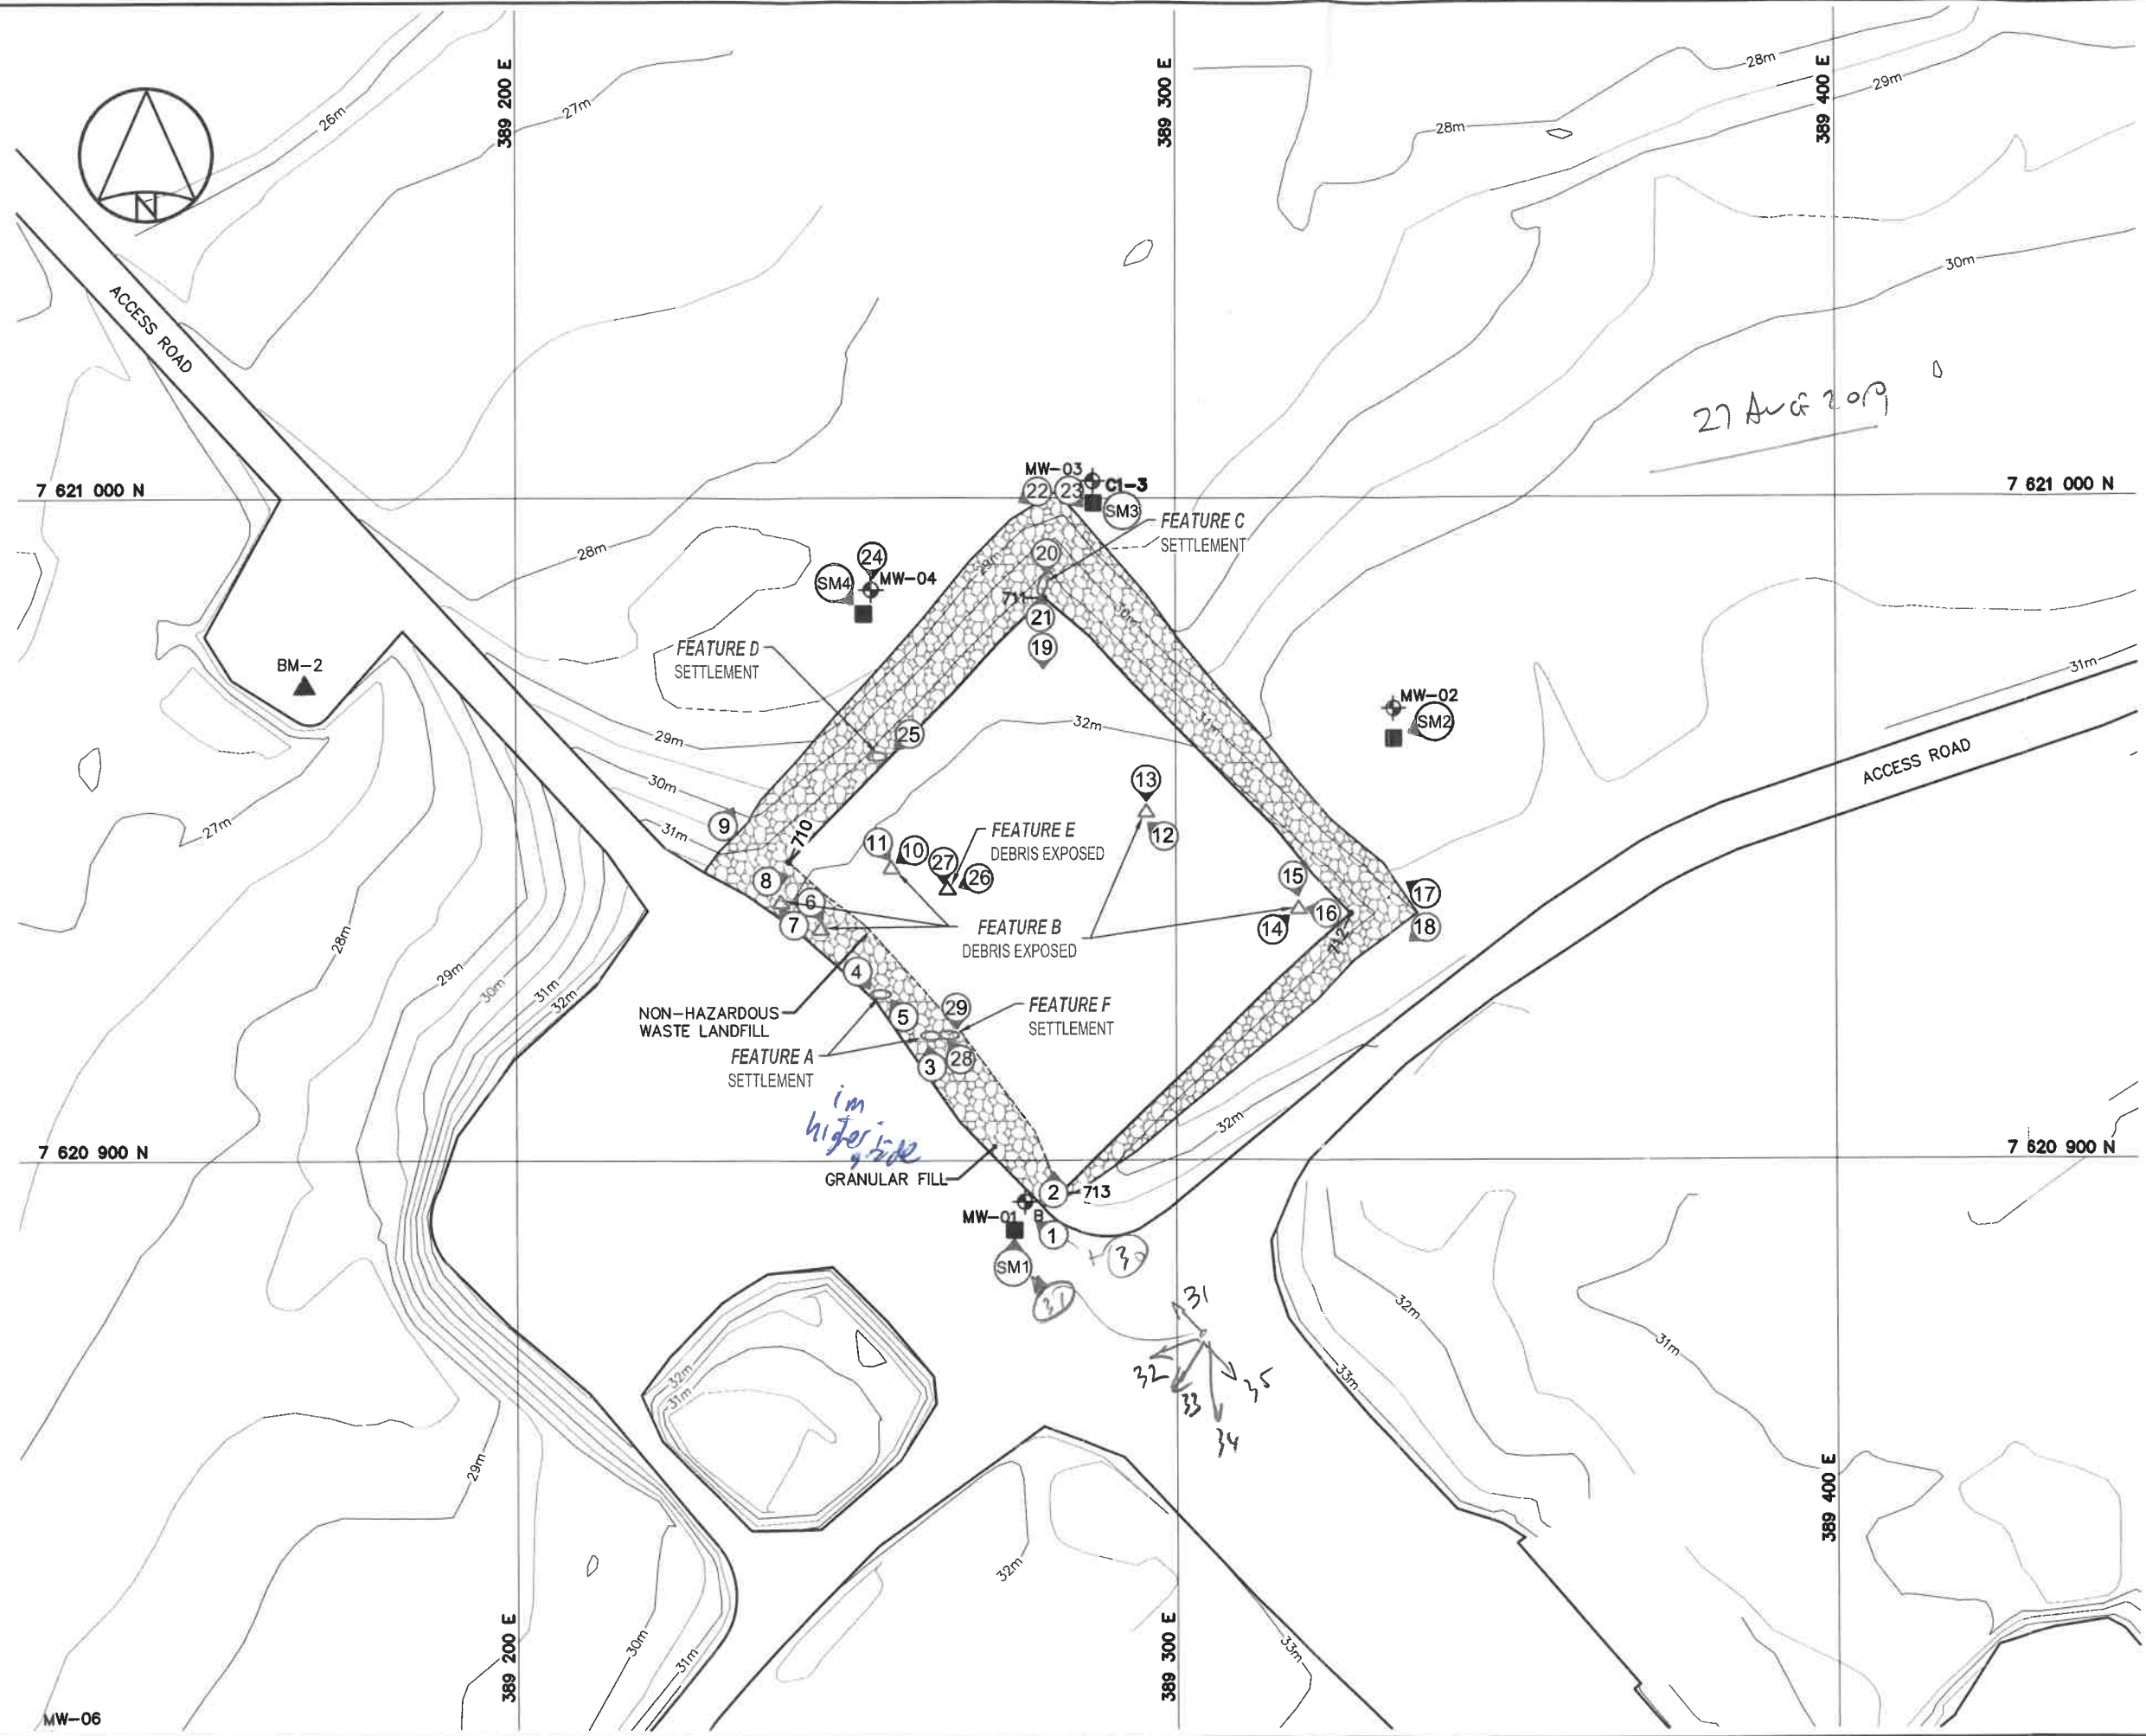 389 200 E
389 300 E
389 400 E
28m
29m
26m
27m
28m
N
30m
ACCESS ROAD
27 AUG 2019
MW-03
7 621 000 N
22
23
C1-3
7 621 000 N
SM3
FEATURE C
SETTLEMENT
28m
24
20
29m
SM4
MW-04
711
30m
21
FEATURE D
SETTLEMENT
19
BM-2
31m
MW-02
SM2
32m
31m
25
29m
ACCESS ROAD
30m
13
27m
9
31m
710
12
FEATURE E
DEBRIS EXPOSED
11
10
27
26
8
15
17
6
16
7
14
18
FEATURE B
DEBRIS EXPOSED
712
28m
4
29m
30m
31m
32m
NON-HAZARDOUS
WASTE LANDFILL
5
29
FEATURE F
SETTLEMENT
FEATURE A
SETTLEMENT
3
28
32m
7 620 900 N
7 620 900 N
GRANULAR FILL
2
713
MW-01
B
1
30
SM1
31
31
32
33
34
35
32m
31m
33m
32m
31m
29m
389 400 E
32m
389 200 E
389 300 E
30m
31m
33m
MW-06